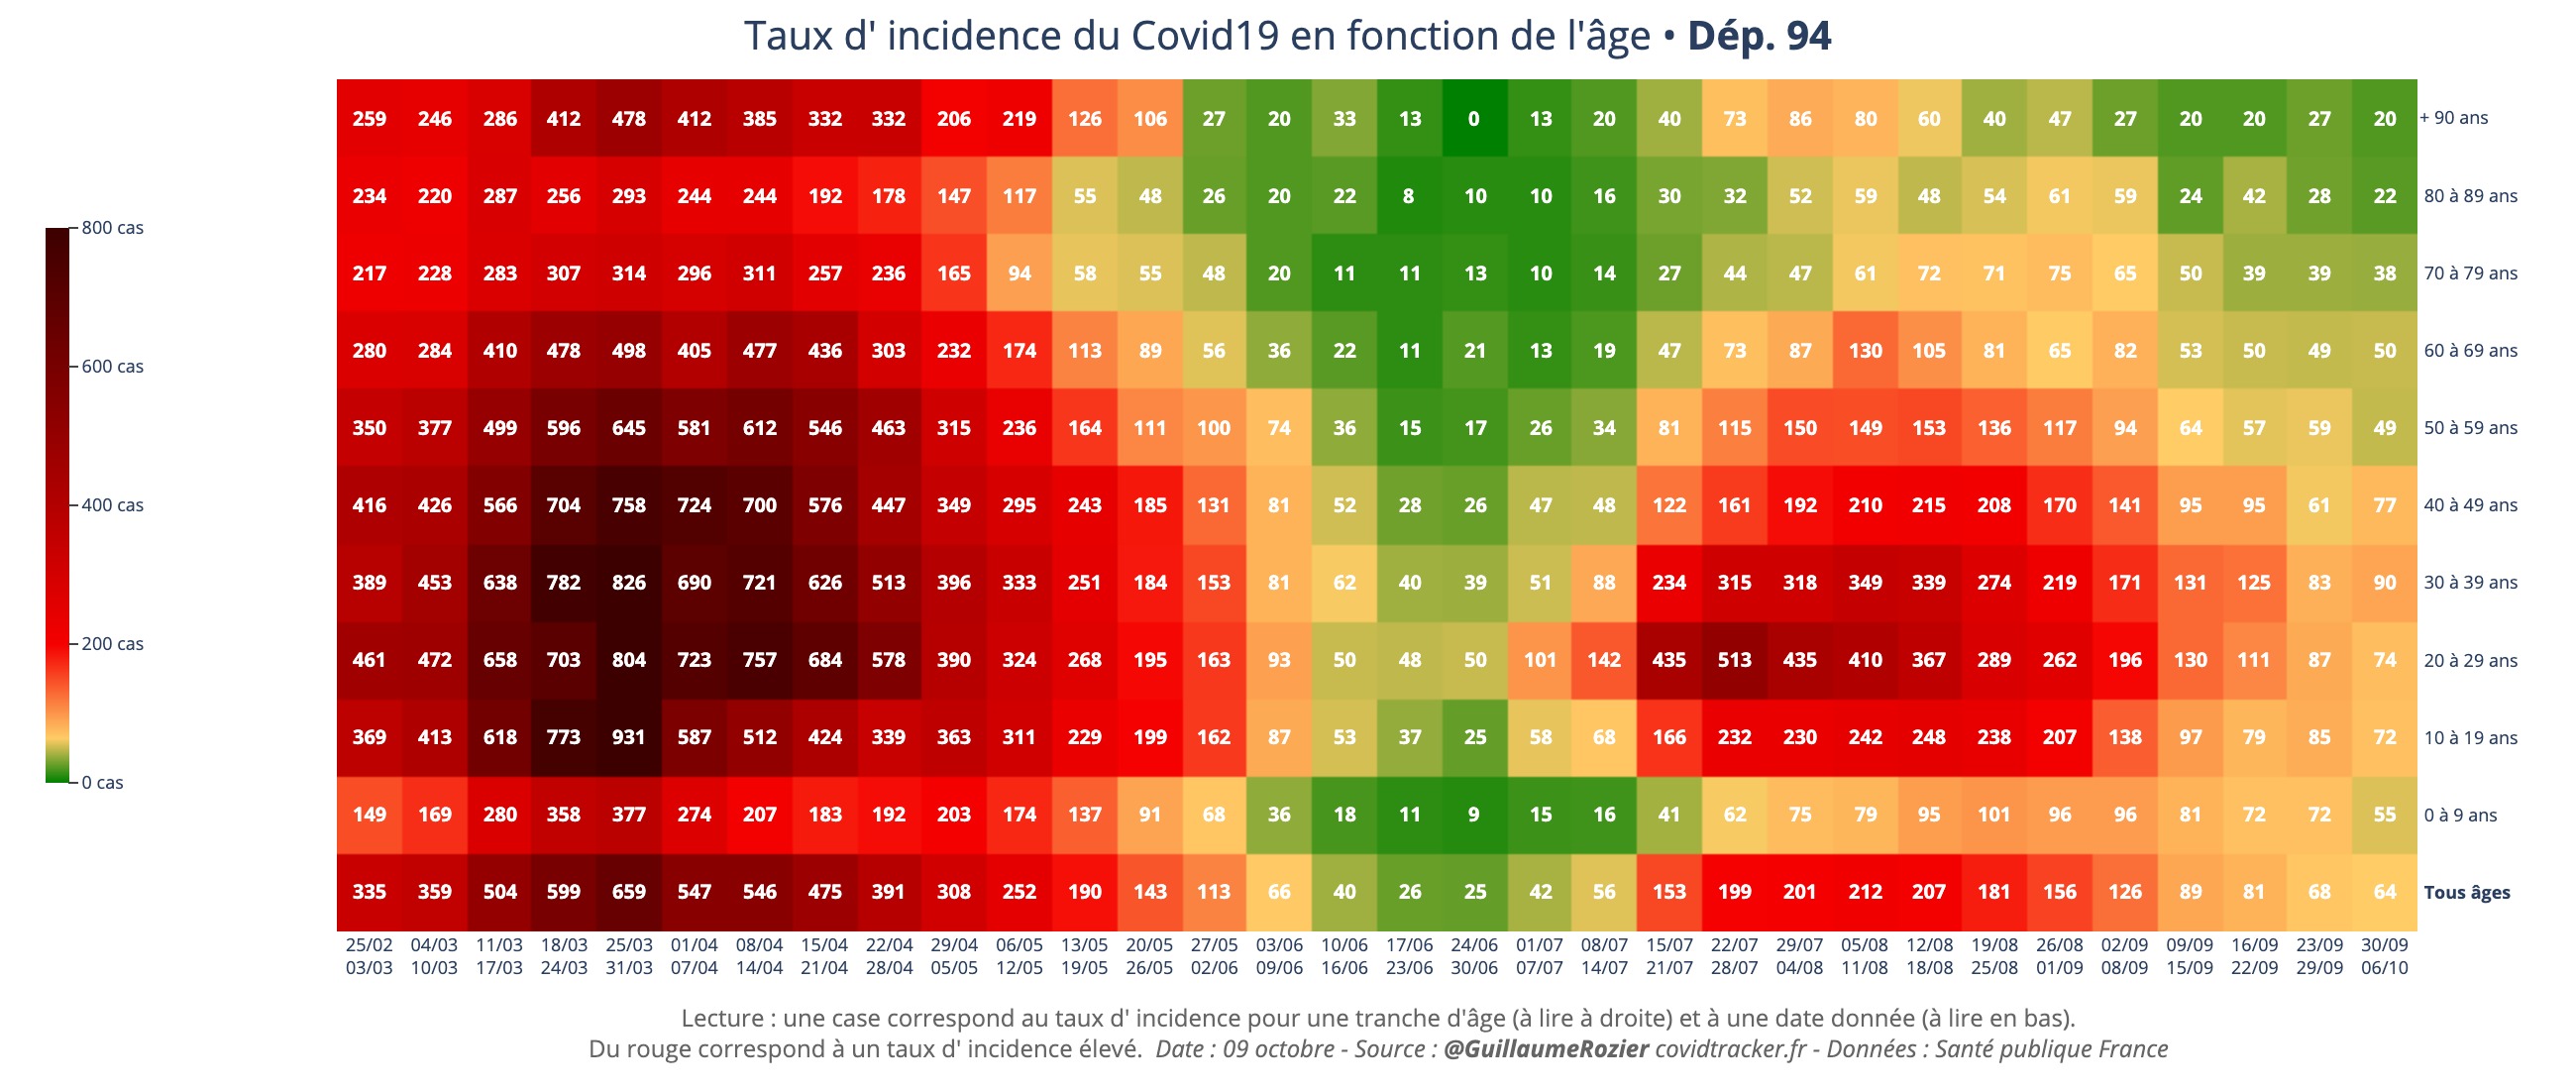 Taux d' incidence du Covid19 en fonction de l'âge • Dép. 94
259 246 286 412 478 412 385 332 332 206 219 126 106 27 20 33 13 0 13 20 40 73 86 80 60 40 47 27 20 20 27 20 + 90 ans
234 220 287 256 293 244 244 192 178 147 117 55 48 26 20 22 8 10 10 16 30 32 52 59 48 54 61 59 24 42 28 22 80 à 89 ans
800 cas
217 228 283 307 314 296 311 257 236 165 94 58 55 48 20 11 11 13 10 14 27 44 47 61 72 71 75 65 50 39 39 38 70 à 79 ans
280 284 410 478 498 405 477 436 303 232 174 113 89 56 36 22 11 21 13 19 47 73 87 130 105 81 65 82 53 50 49 50 60 à 69 ans
600 cas
350 377 499 596 645 581 612 546 463 315 236 164 111 100 74 36 15 17 26 34 81 115 150 149 153 136 117 94 64 57 59 49 50 à 59 ans
400 cas
416 426 566 704 758 724 700 576 447 349 295 243 185 131 81 52 28 26 47 48 122 161 192 210 215 208 170 141 95 95 61 77 40 à 49 ans
389 453 638 782 826 690 721 626 513 396 333 251 184 153 81 62 40 39 51 88 234 315 318 349 339 274 219 171 131 125 83 90 30 à 39 ans
200 cas
461 472 658 703 804 723 757 684 578 390 324 268 195 163 93 50 48 50 101 142 435 513 435 410 367 289 262 196 130 111 87 74 20 à 29 ans
369 413 618 773 931 587 512 424 339 363 311 229 199 162 87 53 37 25 58 68 166 232 230 242 248 238 207 138 97 79 85 72 10 à 19 ans
0 cas
149 169 280 358 377 274 207 183 192 203 174 137 91 68 36 18 11 9 15 16 41 62 75 79 95 101 96 96 81 72 72 55 0 à 9 ans
335 359 504 599 659 547 546 475 391 308 252 190 143 113 66 40 26 25 42 56 153 199 201 212 207 181 156 126 89 81 68 64 Tous âges
25/02 04/03 11/03 18/03 25/03 01/04 08/04 15/04 22/04 29/04 06/05 13/05 20/05 27/05 03/06 10/06 17/06 24/06 01/07 08/07 15/07 22/07 29/07 05/08 12/08 19/08 26/08 02/09 09/09 16/09 23/09 30/09
03/03 10/03 17/03 24/03 31/03 07/04 14/04 21/04 28/04 05/05 12/05 19/05 26/05 02/06 09/06 16/06 23/06 30/06 07/07 14/07 21/07 28/07 04/08 11/08 18/08 25/08 01/09 08/09 15/09 22/09 29/09 06/10
Lecture : une case correspond au taux d' incidence pour une tranche d'âge (à lire à droite) et à une date donnée (à lire en bas).
Du rouge correspond à un taux d' incidence élevé. Date : 09 octobre - Source : @GuillaumeRozier covidtracker.fr - Données : Santé publique France